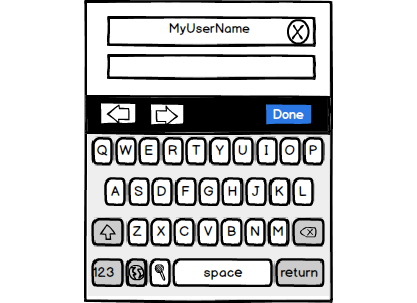 MyUserName
X
Done
Q W E R T Y U I O P
A S D F G H J K L
Z X C V B N M
123 space return